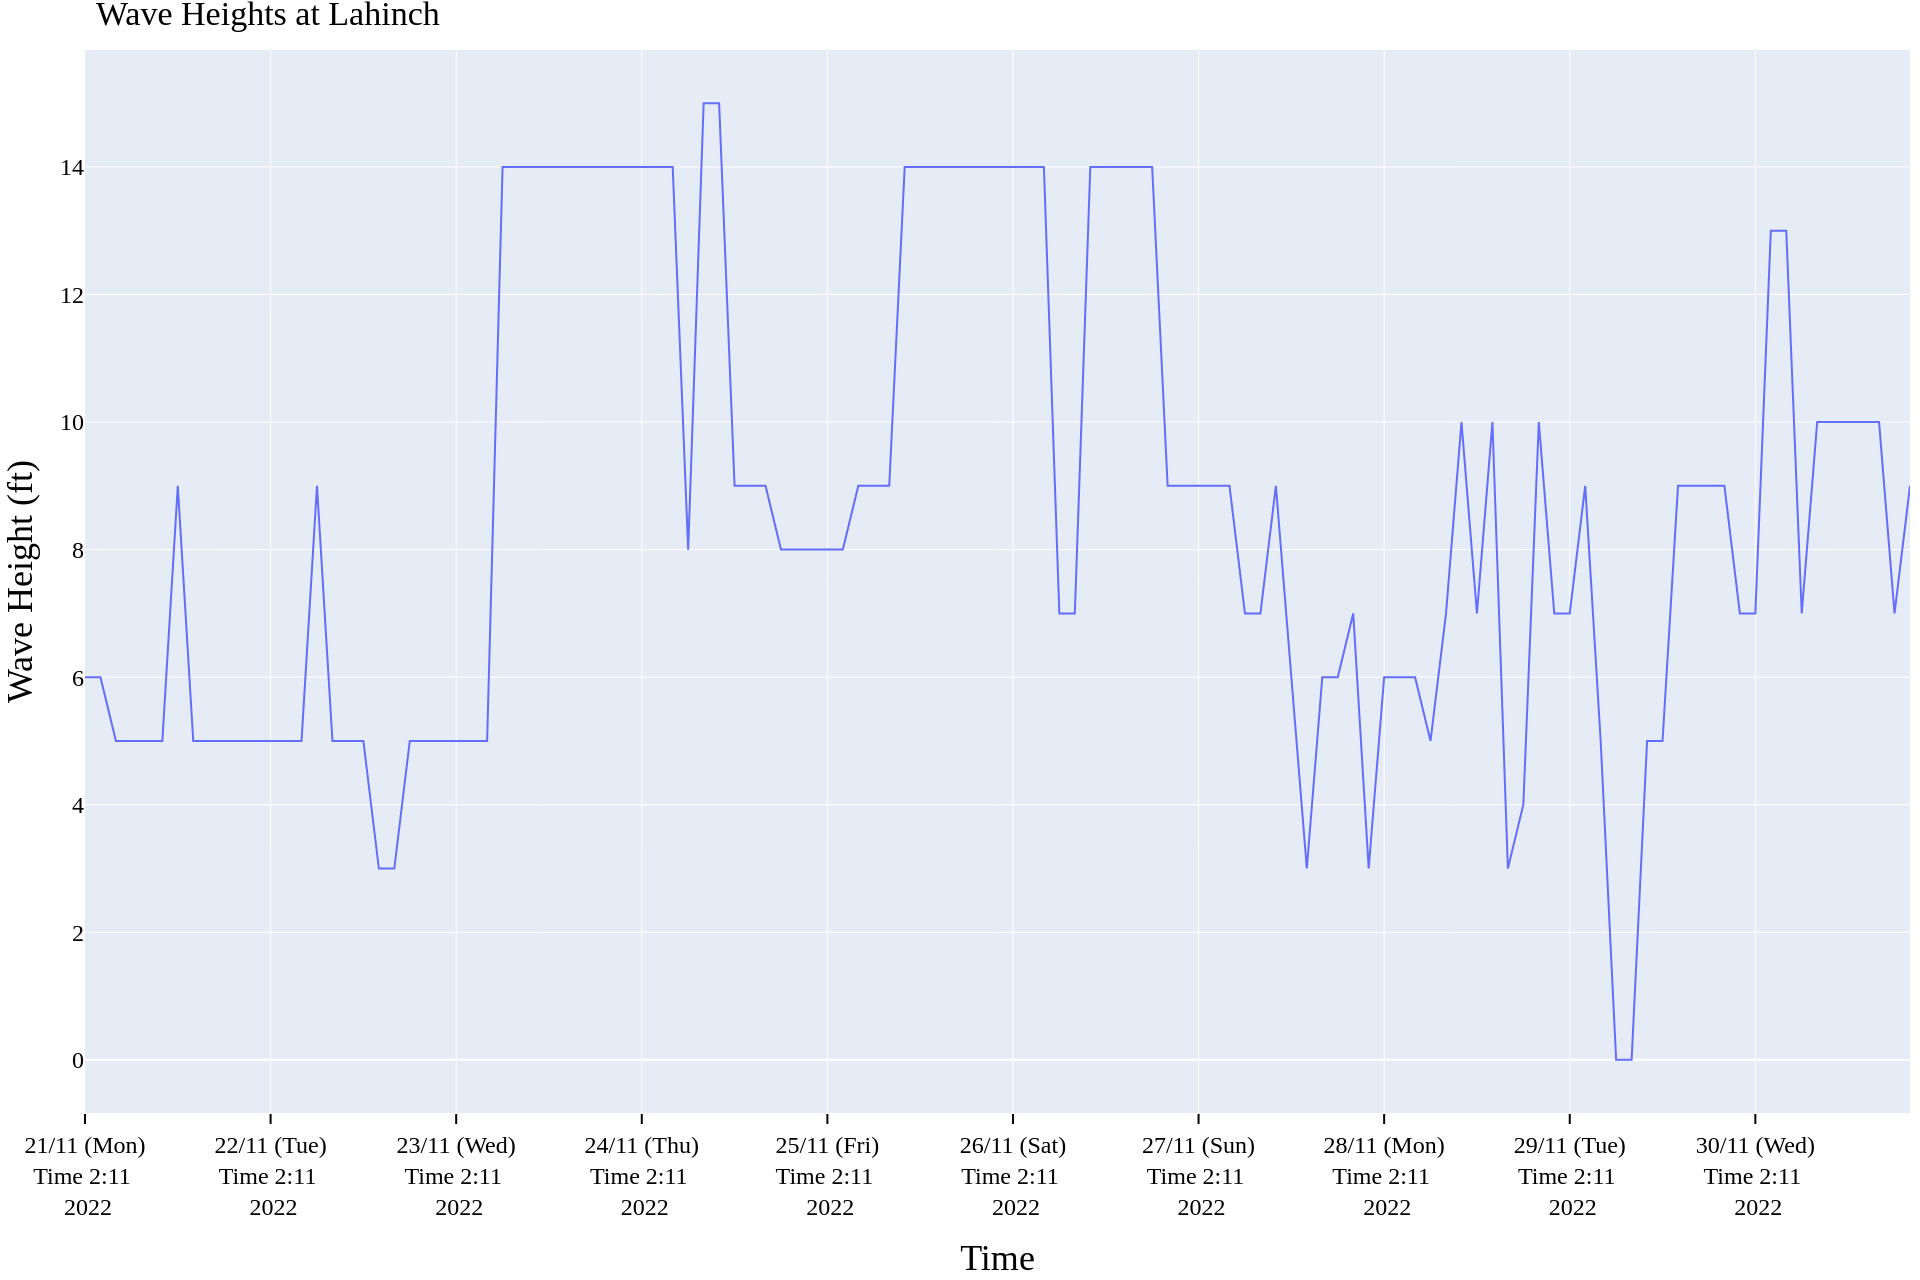 Wave Heights at Lahinch
Wave Height (ft)
14
12
10
8
6
4
2
0
21/11 (Mon) 22/11 (Tue) 23/11 (Wed) 24/11 (Thu) 25/11 (Fri) 26/11 (Sat) 27/11 (Sun) 28/11 (Mon) 29/11 (Tue) 30/11 (Wed)
Time 2:11 Time 2:11 Time 2:11 Time 2:11 Time 2:11 Time 2:11 Time 2:11 Time 2:11 Time 2:11 Time 2:11
2022 2022 2022 2022 2022 2022 2022 2022 2022 2022
Time